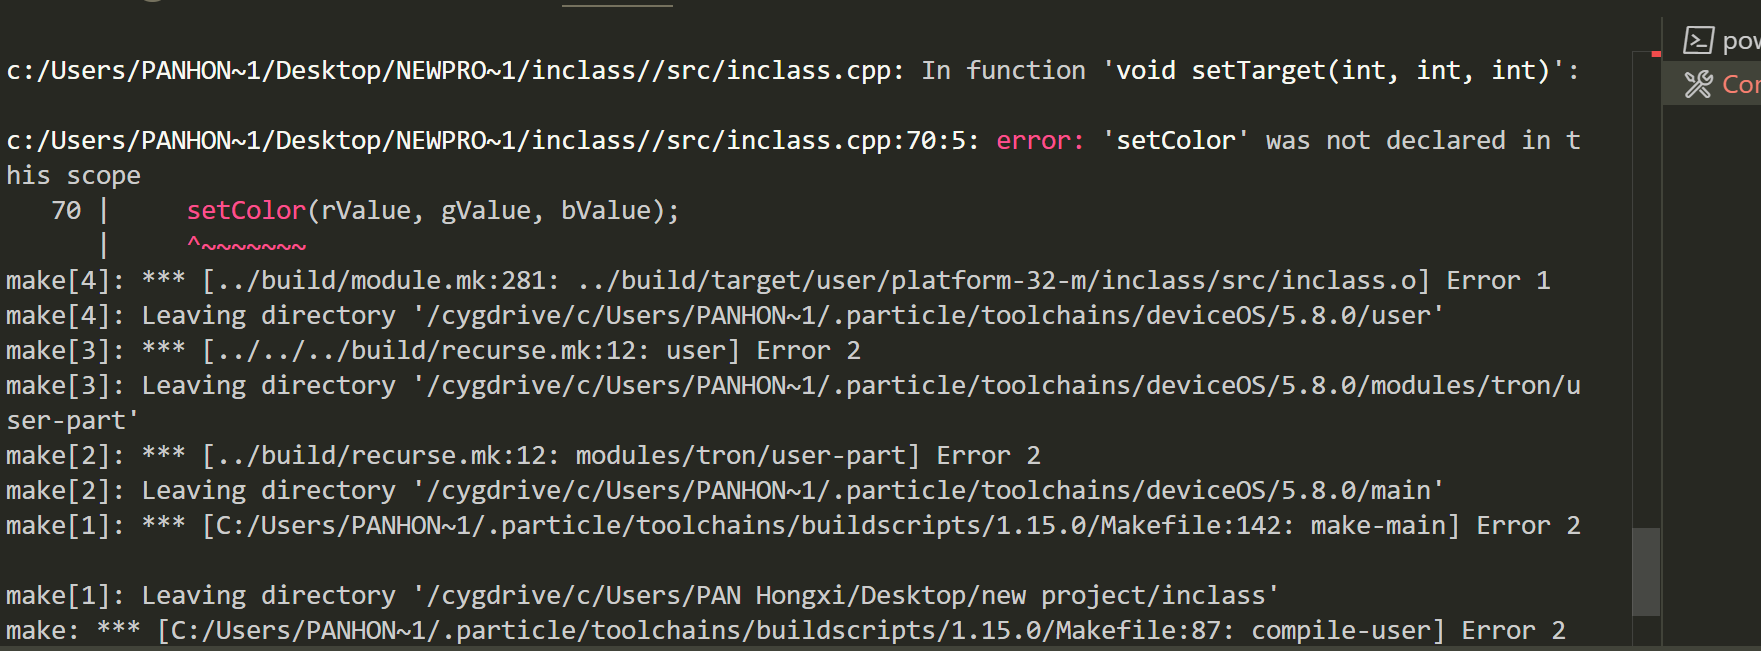 c:/Users/PANHON~1/Desktop/NEWPRO~1/inclass//src/inclass.cpp: In function 'void setTarget(int, int, int)':
c:/Users/PANHON~1/Desktop/NEWPRO~1/inclass//src/inclass.cpp:70:5: error: 'setColor' was not declared in t
his scope
   70 |     setColor(rValue, gValue, bValue);
      |     ^~~~~~~~
make[4]: *** [../build/module.mk:281: ../build/target/user/platform-32-m/inclass/src/inclass.o] Error 1
make[4]: Leaving directory '/cygdrive/c/Users/PANHON~1/.particle/toolchains/deviceOS/5.8.0/user'
make[3]: *** [../../../build/recurse.mk:12: user] Error 2
make[3]: Leaving directory '/cygdrive/c/Users/PANHON~1/.particle/toolchains/deviceOS/5.8.0/modules/tron/u
ser-part'
make[2]: *** [../build/recurse.mk:12: modules/tron/user-part] Error 2
make[2]: Leaving directory '/cygdrive/c/Users/PANHON~1/.particle/toolchains/deviceOS/5.8.0/main'
make[1]: *** [C:/Users/PANHON~1/.particle/toolchains/buildscripts/1.15.0/Makefile:142: make-main] Error 2
make[1]: Leaving directory '/cygdrive/c/Users/PAN Hongxi/Desktop/new project/inclass'
make: *** [C:/Users/PANHON~1/.particle/toolchains/buildscripts/1.15.0/Makefile:87: compile-user] Error 2